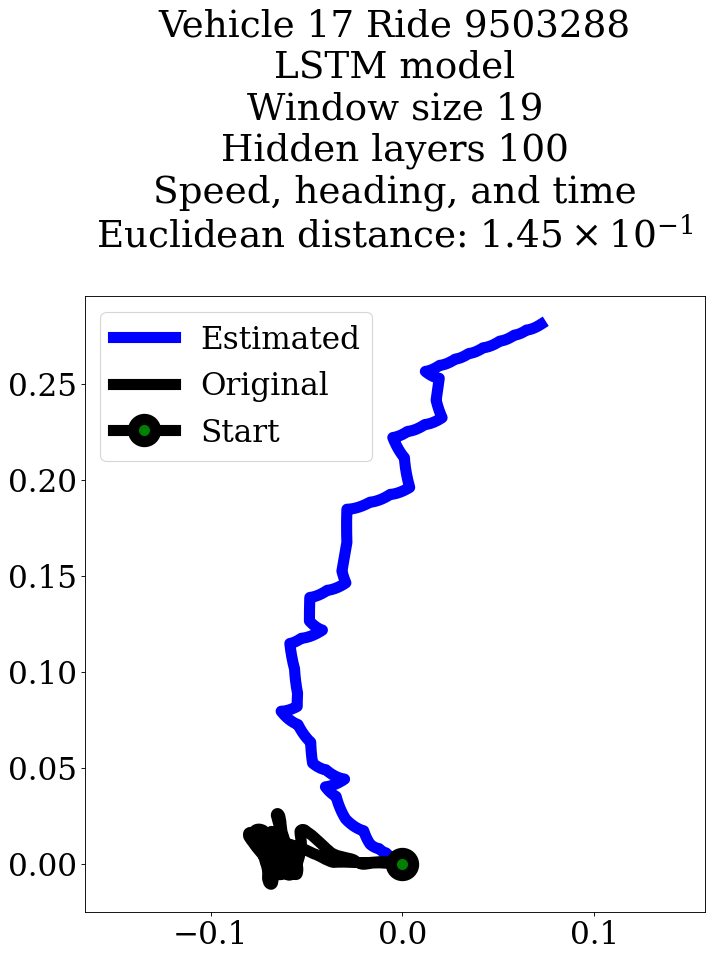 Vehicle 17 Ride 9503288
LSTM model
Window size 19
Hidden layers 100
Speed, heading, and time
Euclidean distance: $1.45 \times 10^{-1}$
Estimated
Original
Start
0.25
0.20
0.15
0.10
0.05
0.00
−0.1
0.0
0.1